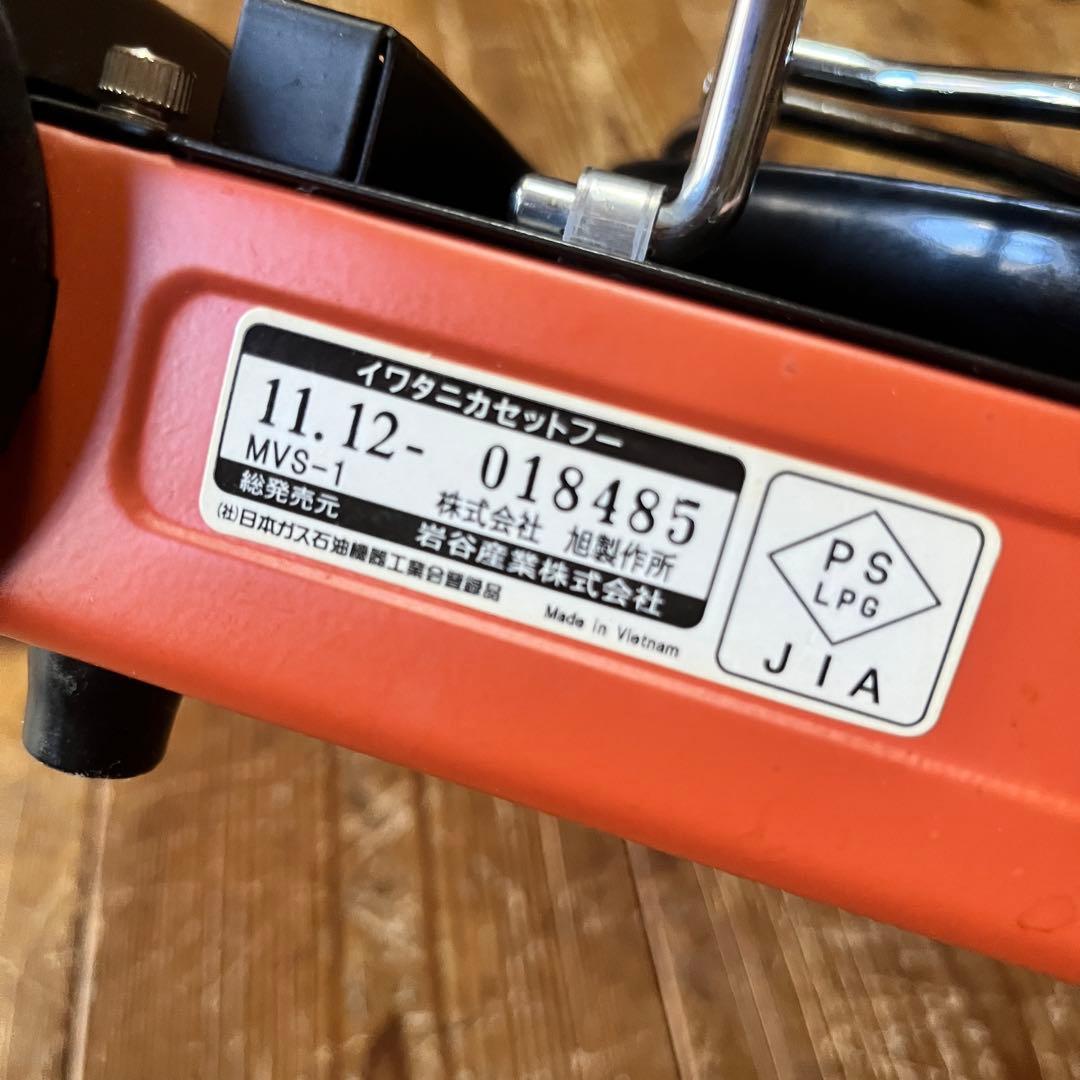 イワタニカセットフー
11.12- 018485
MVS-1 株式会社 旭製作所
総発売元 岩谷産業株式会社
(社)日本ガス石油機器工業会登録品 Made in Vietnam
PS
LPG
JIA